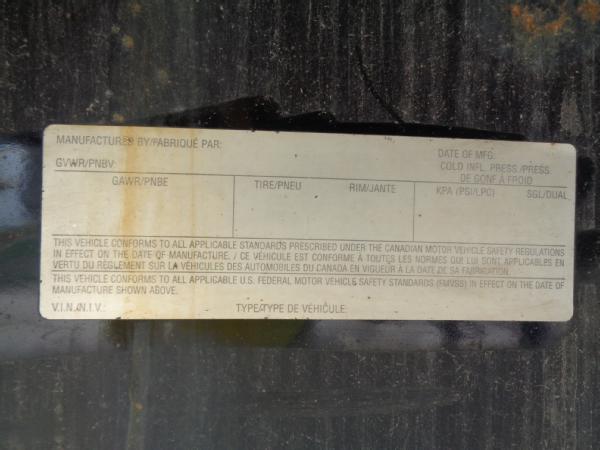 MANUFACTURED BY/FABRIQUÉ PAR: DATE OF MFG:
GVWR/PNBV: COLD INFL. PRESS./PRESS. DE GONF À FROID
GAWR/PNBE TIRE/PNEU RIM/JANTE KPA (PSI/LPC) SGL/DUAL
THIS VEHICLE CONFORMS TO ALL APPLICABLE STANDARDS PRESCRIBED UNDER THE CANADIAN MOTOR VEHICLE SAFETY REGULATIONS
IN EFFECT ON THE DATE OF MANUFACTURE. / CE VÉHICULE EST CONFORME À TOUTES LES NORMES QUI LUI SONT APPLICABLES EN
VERTU DU RÈGLEMENT SUR LA VÉHICULES DES AUTOMOBILES DU CANADA EN VIGUEUR À LA DATE DE SA FABRICATION.
THIS VEHICLE CONFORMS TO ALL APPLICABLE U.S. FEDERAL MOTOR VEHICLE SAFETY STANDARDS (FMVSS) IN EFFECT ON THE DATE OF
MANUFACTURE SHOWN ABOVE.
V.I.N./N.I.V.: TYPE/TYPE DE VÉHICULE: